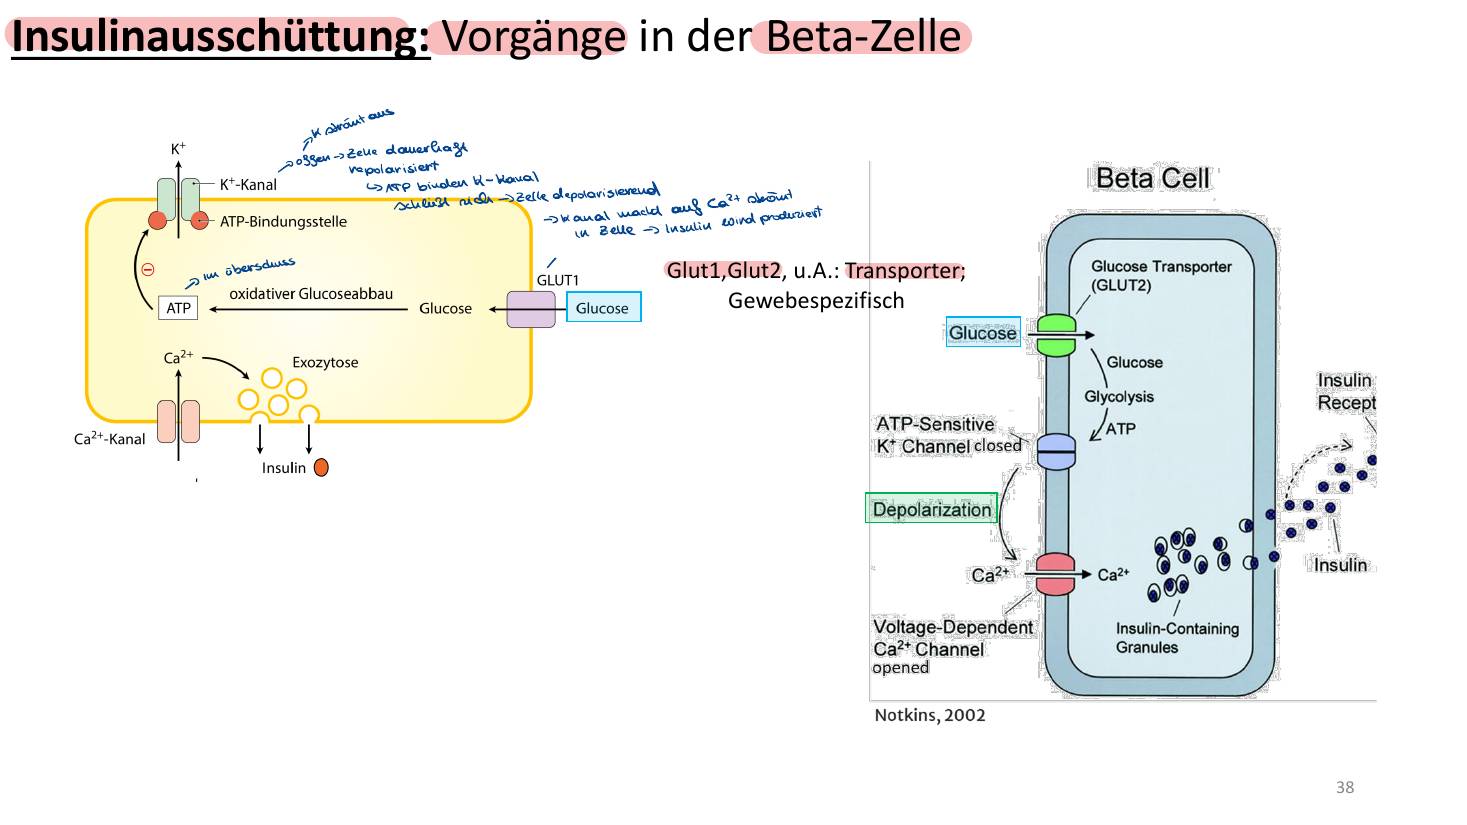 Insulinausschüttung: Vorgänge in der Beta-Zelle
K strömt aus
offen → Zelle dauerhaft
repolarisiert
↳ ATP binden K-Kanal
schließt sich → Zelle depolarisierend
→ Kanal macht auf Ca²⁺ strömt
in Zelle → Insulin wird produziert
K⁺
K⁺-Kanal
ATP-Bindungsstelle
im überschuss
ATP
oxidativer Glucoseabbau
Glucose
GLUT1
Glucose
Ca²⁺
Exozytose
Ca²⁺-Kanal
Insulin
Glut1,Glut2, u.A.: Transporter;
Gewebespezifisch
Beta Cell
Glucose Transporter
(GLUT2)
Glucose
Glucose
Glycolysis
ATP
ATP-Sensitive
K⁺ Channel closed
Depolarization
Ca²⁺
Ca²⁺
Voltage-Dependent
Ca²⁺ Channel
opened
Insulin-Containing
Granules
Insulin
Recept
Insulin
Notkins, 2002
38